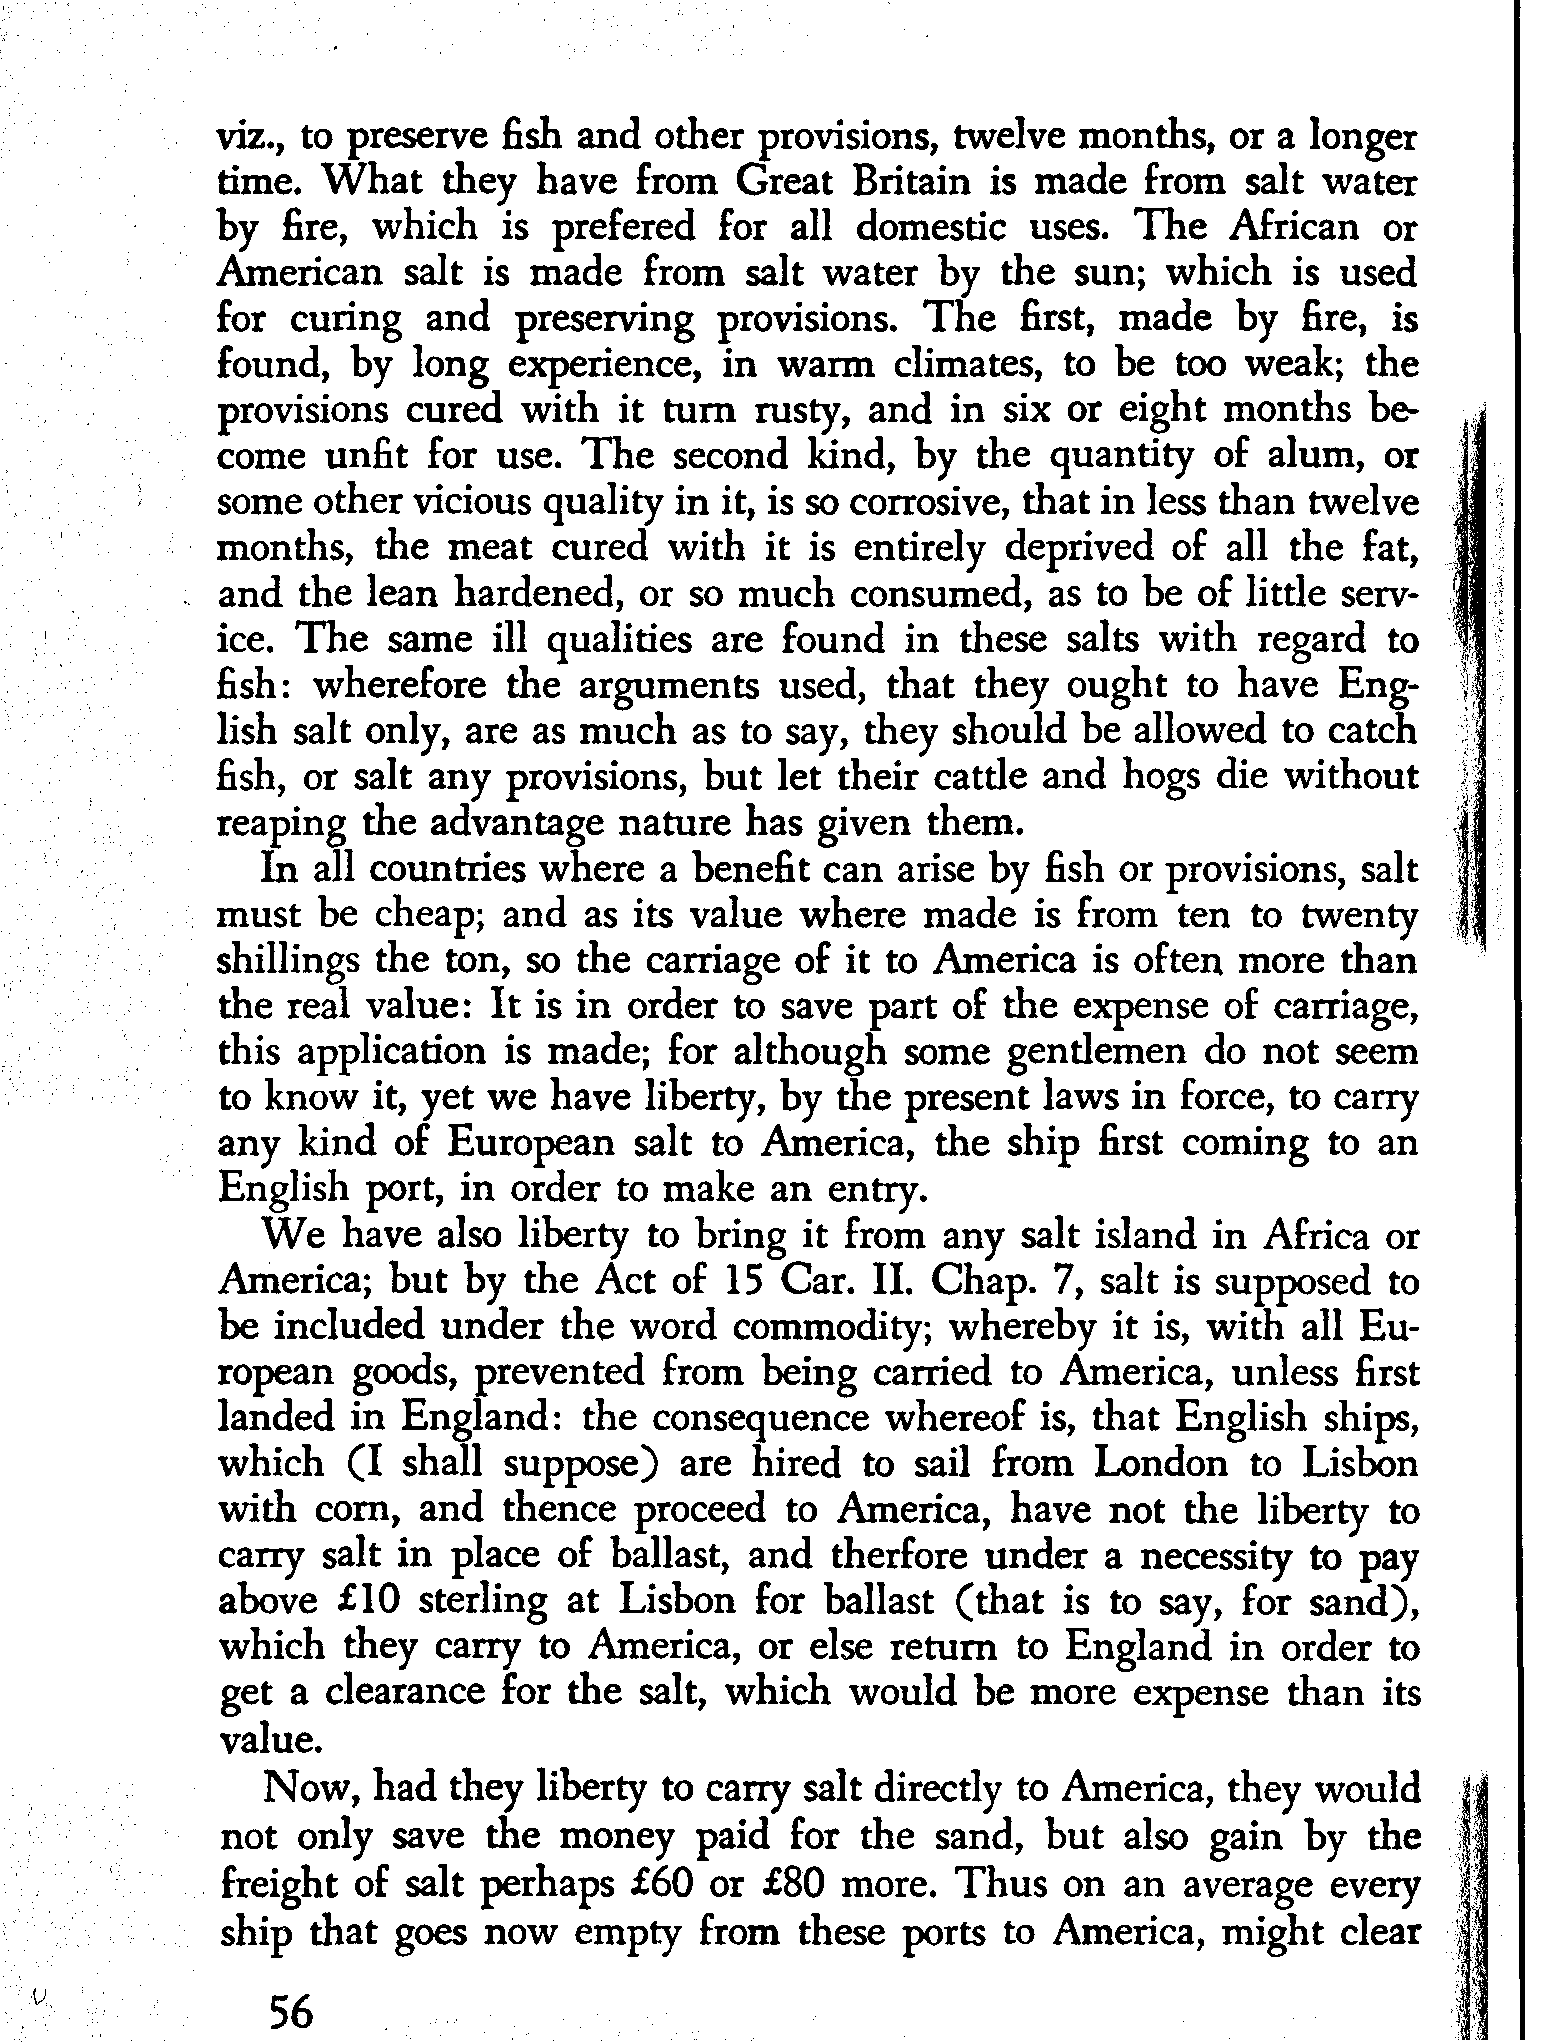 viz., to preserve fish and other provisions, twelve months, or a longer
time. What they have from Great Britain is made from salt water
by fire, which is prefered for all domestic uses. The African or
American salt is made from salt water by the sun; which is used
for curing and preserving provisions. The first, made by fire, is
found, by long experience, in warm climates, to be too weak; the
provisions cured with it turn rusty, and in six or eight months be-
come unfit for use. The second kind, by the quantity of alum, or
some other vicious quality in it, is so corrosive, that in less than twelve
months, the meat cured with it is entirely deprived of all the fat,
and the lean hardened, or so much consumed, as to be of little serv-
ice. The same ill qualities are found in these salts with regard to
fish: wherefore the arguments used, that they ought to have Eng-
lish salt only, are as much as to say, they should be allowed to catch
fish, or salt any provisions, but let their cattle and hogs die without
reaping the advantage nature has given them.
In all countries where a benefit can arise by fish or provisions, salt
must be cheap; and as its value where made is from ten to twenty
shillings the ton, so the carriage of it to America is often more than
the real value: It is in order to save part of the expense of carriage,
this application is made; for although some gentlemen do not seem
to know it, yet we have liberty, by the present laws in force, to carry
any kind of European salt to America, the ship first coming to an
English port, in order to make an entry.
We have also liberty to bring it from any salt island in Africa or
America; but by the Act of 15 Car. II. Chap. 7, salt is supposed to
be included under the word commodity; whereby it is, with all Eu-
ropean goods, prevented from being carried to America, unless first
landed in England: the consequence whereof is, that English ships,
which (I shall suppose) are hired to sail from London to Lisbon
with corn, and thence proceed to America, have not the liberty to
carry salt in place of ballast, and therfore under a necessity to pay
above £10 sterling at Lisbon for ballast (that is to say, for sand),
which they carry to America, or else return to England in order to
get a clearance for the salt, which would be more expense than its
value.
Now, had they liberty to carry salt directly to America, they would
not only save the money paid for the sand, but also gain by the
freight of salt perhaps £60 or £80 more. Thus on an average every
ship that goes now empty from these ports to America, might clear
56